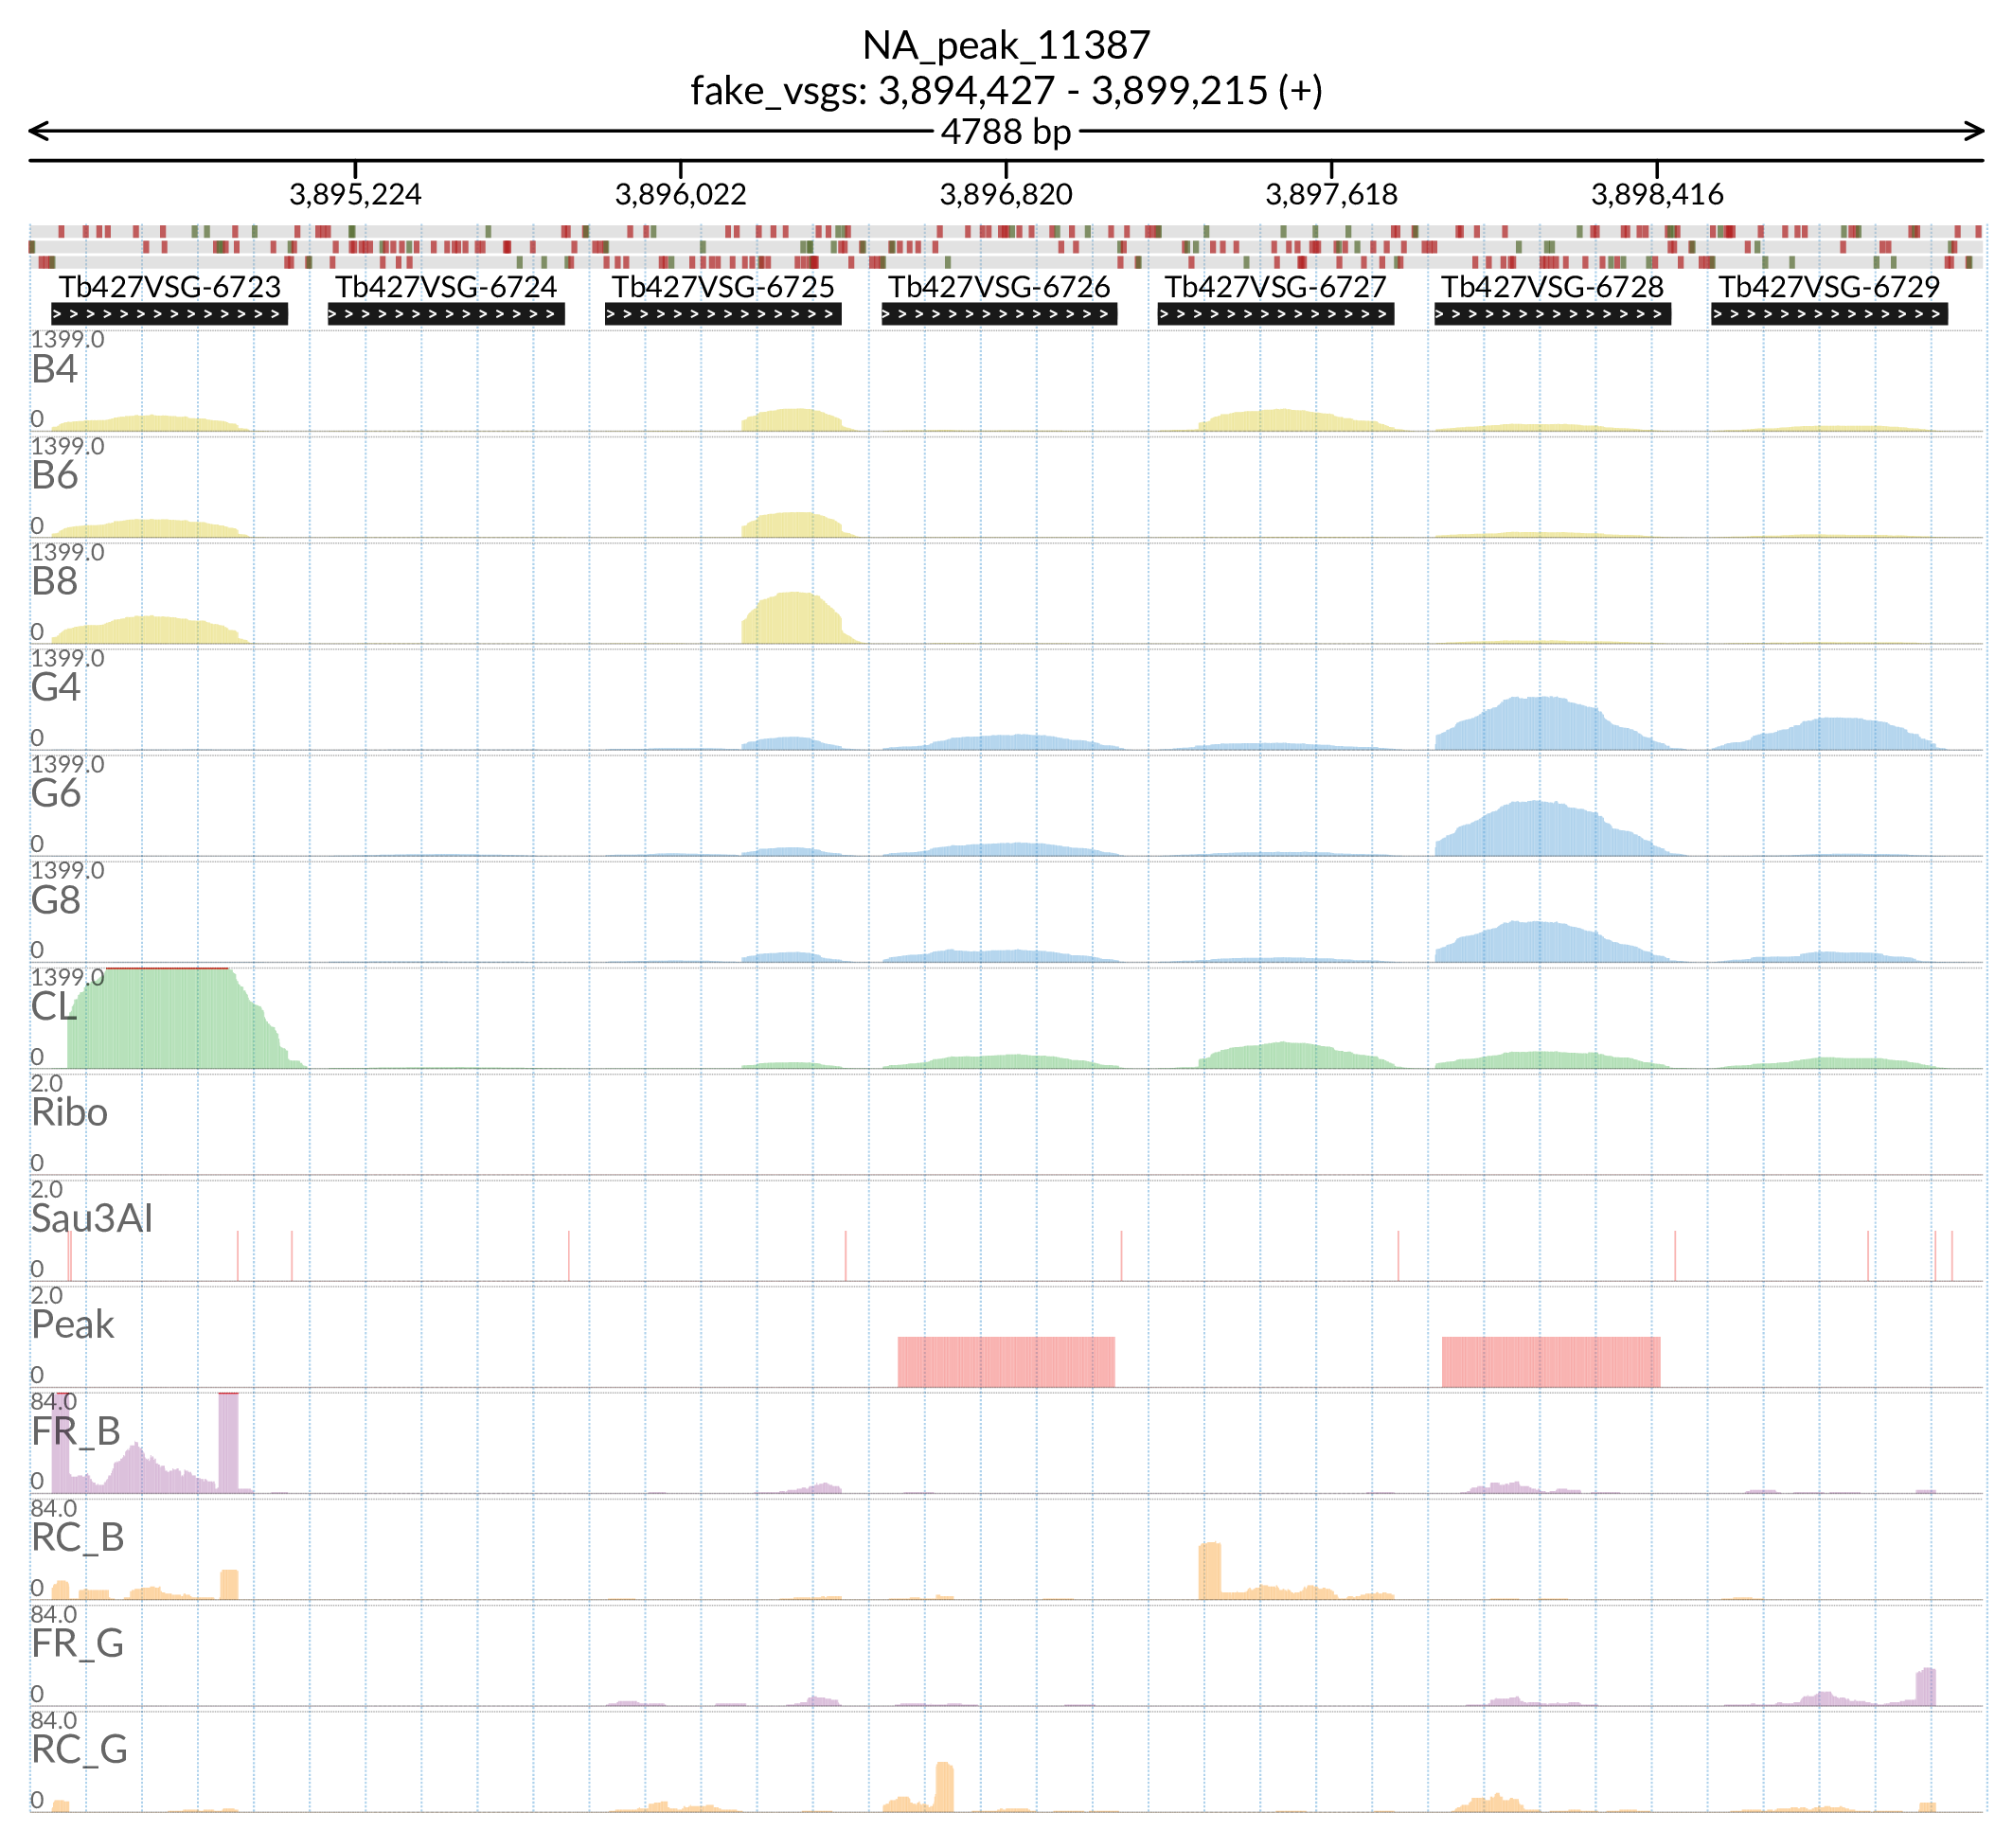 NA_peak_11387
fake_vsgs: 3,894,427 - 3,899,215 (+)
4788 bp
3,895,224 3,896,022 3,896,820 3,897,618 3,898,416
Tb427VSG-6723 Tb427VSG-6724 Tb427VSG-6725 Tb427VSG-6726 Tb427VSG-6727 Tb427VSG-6728 Tb427VSG-6729
1399.0
B4
0
1399.0
B6
0
1399.0
B8
0
1399.0
G4
0
1399.0
G6
0
1399.0
G8
0
1399.0
CL
0
2.0
Ribo
0
2.0
Sau3AI
0
2.0
Peak
0
84.0
FR_B
0
84.0
RC_B
0
84.0
FR_G
0
84.0
RC_G
0